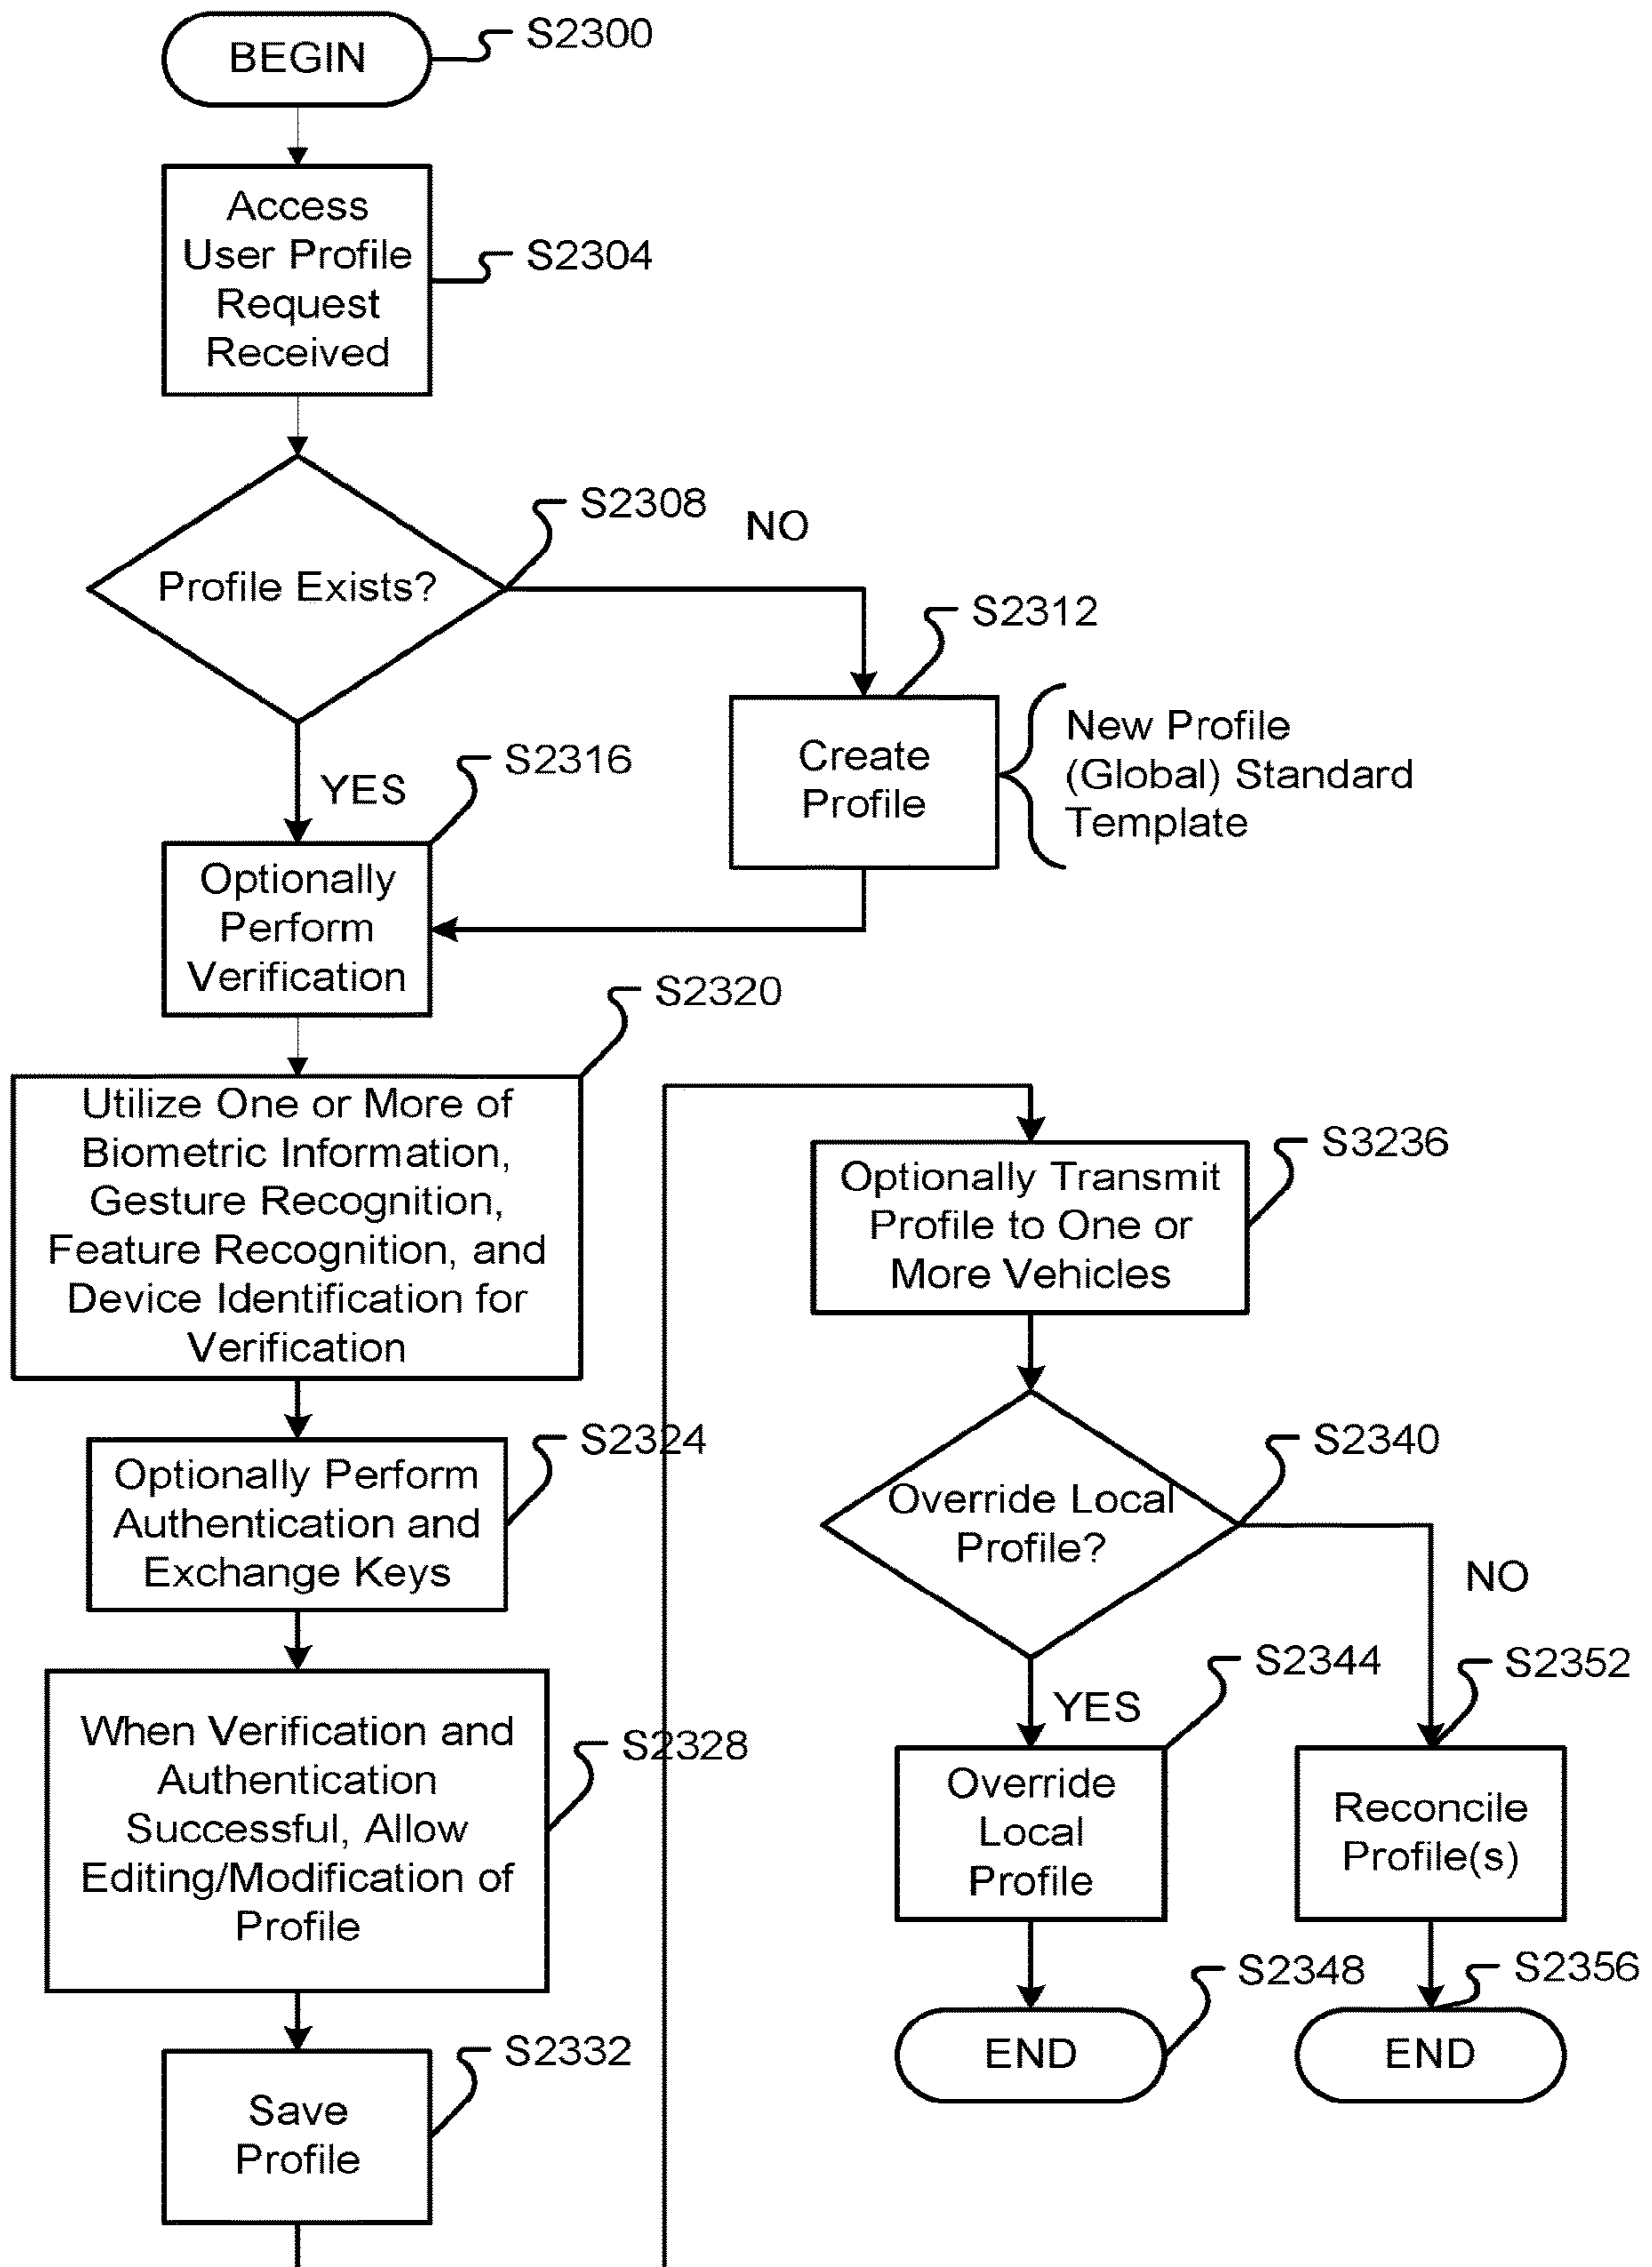 BEGIN
S2300
Access
User Profile
Request
Received
S2304
Profile Exists?
S2308
NO
S2312
Create
Profile
New Profile
(Global) Standard
Template
YES
S2316
Optionally
Perform
Verification
S2320
Utilize One or More of
Biometric Information,
Gesture Recognition,
Feature Recognition, and
Device Identification for
Verification
S2324
Optionally Perform
Authentication and
Exchange Keys
S2328
When Verification and
Authentication
Successful, Allow
Editing/Modification of
Profile
S2332
Save
Profile
S3236
Optionally Transmit
Profile to One or
More Vehicles
S2340
Override Local
Profile?
NO
YES
S2344
Override
Local
Profile
S2352
Reconcile
Profile(s)
S2348
END
S2356
END